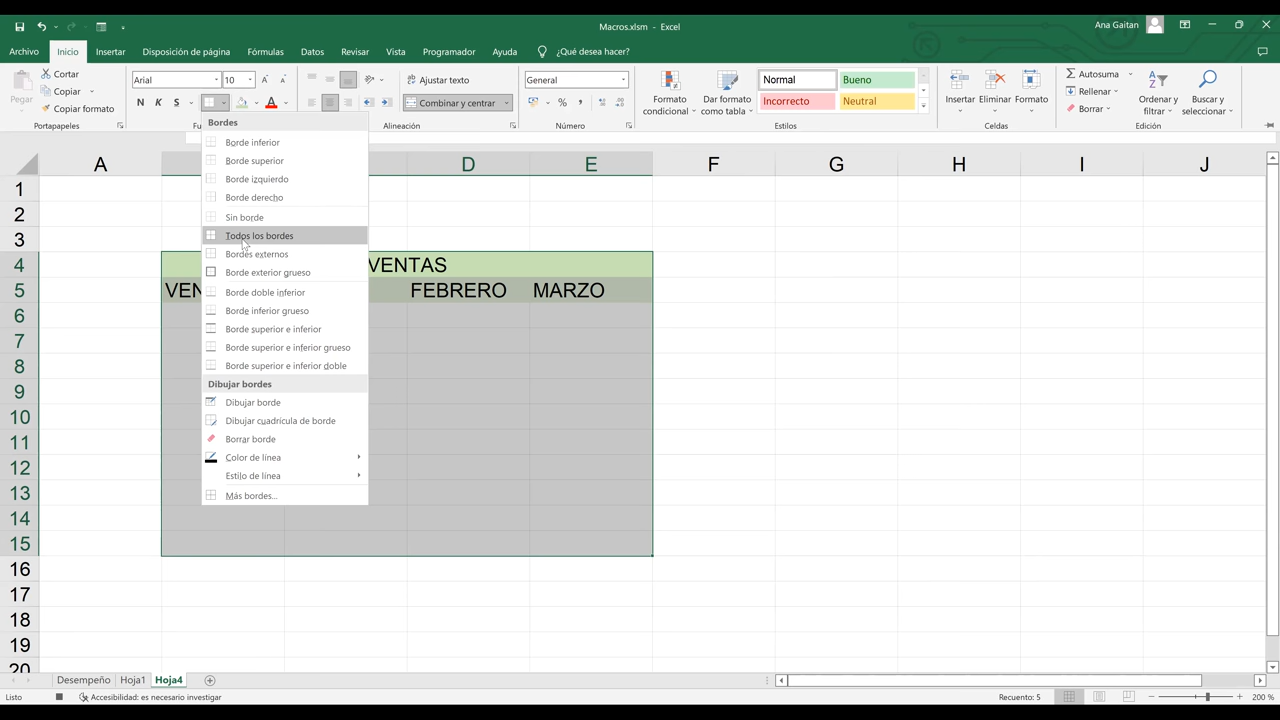 Macros.xlsm - Excel
Ana Gaitan
Archivo Inicio Insertar Disposición de página Fórmulas Datos Revisar Vista Programador Ayuda ¿Qué desea hacer?
Pegar
Cortar
Copiar
Copiar formato
Portapapeles
Arial 10
N K S
Fu
Ajustar texto
Combinar y centrar
Alineación
General
% 000
Número
Formato condicional
Dar formato como tabla
Normal Bueno
Incorrecto Neutral
Estilos
Insertar Eliminar Formato
Celdas
Autosuma
Rellenar
Borrar
Ordenar y filtrar
Buscar y seleccionar
Edición
Bordes
Borde inferior
Borde superior
Borde izquierdo
Borde derecho
Sin borde
Todos los bordes
Bordes externos
Borde exterior grueso
Borde doble inferior
Borde inferior grueso
Borde superior e inferior
Borde superior e inferior grueso
Borde superior e inferior doble
Dibujar bordes
Dibujar borde
Dibujar cuadrícula de borde
Borrar borde
Color de línea
Estilo de línea
Más bordes...
A D E F G H I J
1
2
3
4 VENTAS
5 VEN FEBRERO MARZO
6
7
8
9
10
11
12
13
14
15
16
17
18
19
20
Desempeño Hoja1 Hoja4
Listo Accesibilidad: es necesario investigar Recuento: 5 200 %